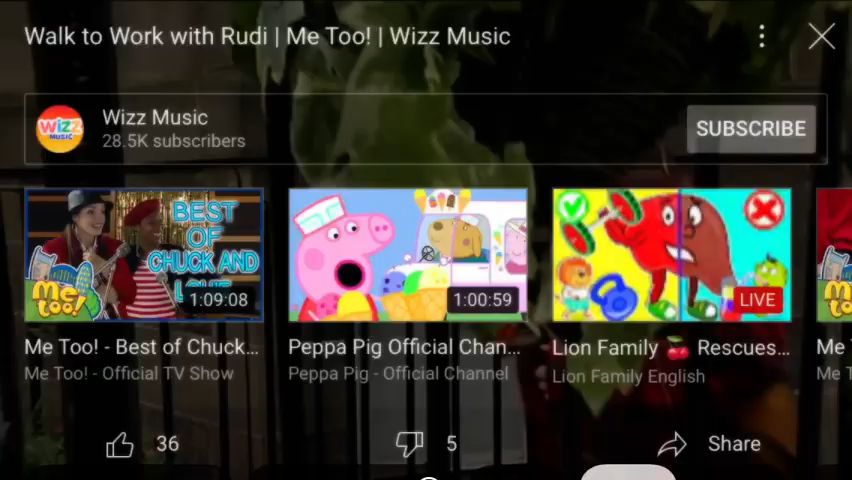 Walk to Work with Rudi | Me Too! | Wizz Music
Wizz Music
28.5K subscribers
SUBSCRIBE
WiZZ
MUSIC
BEST
OF
CHUCK AND
Me
too!
1:09:08
1:00:59
LIVE
Me Too! - Best of Chuck...
Me Too! - Official TV Show
Peppa Pig Official Chan...
Peppa Pig - Official Channel
Lion Family 🍒 Rescues...
Lion Family English
36
5
Share